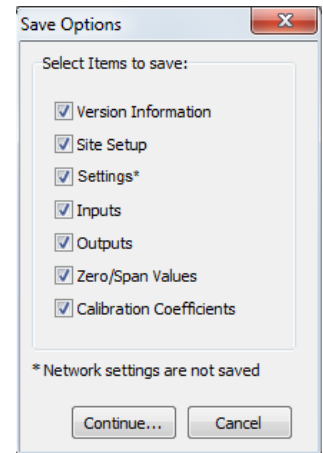 Save Options
Select Items to save:
Version Information
Site Setup
Settings*
Inputs
Outputs
Zero/Span Values
Calibration Coefficients
* Network settings are not saved
Continue... Cancel